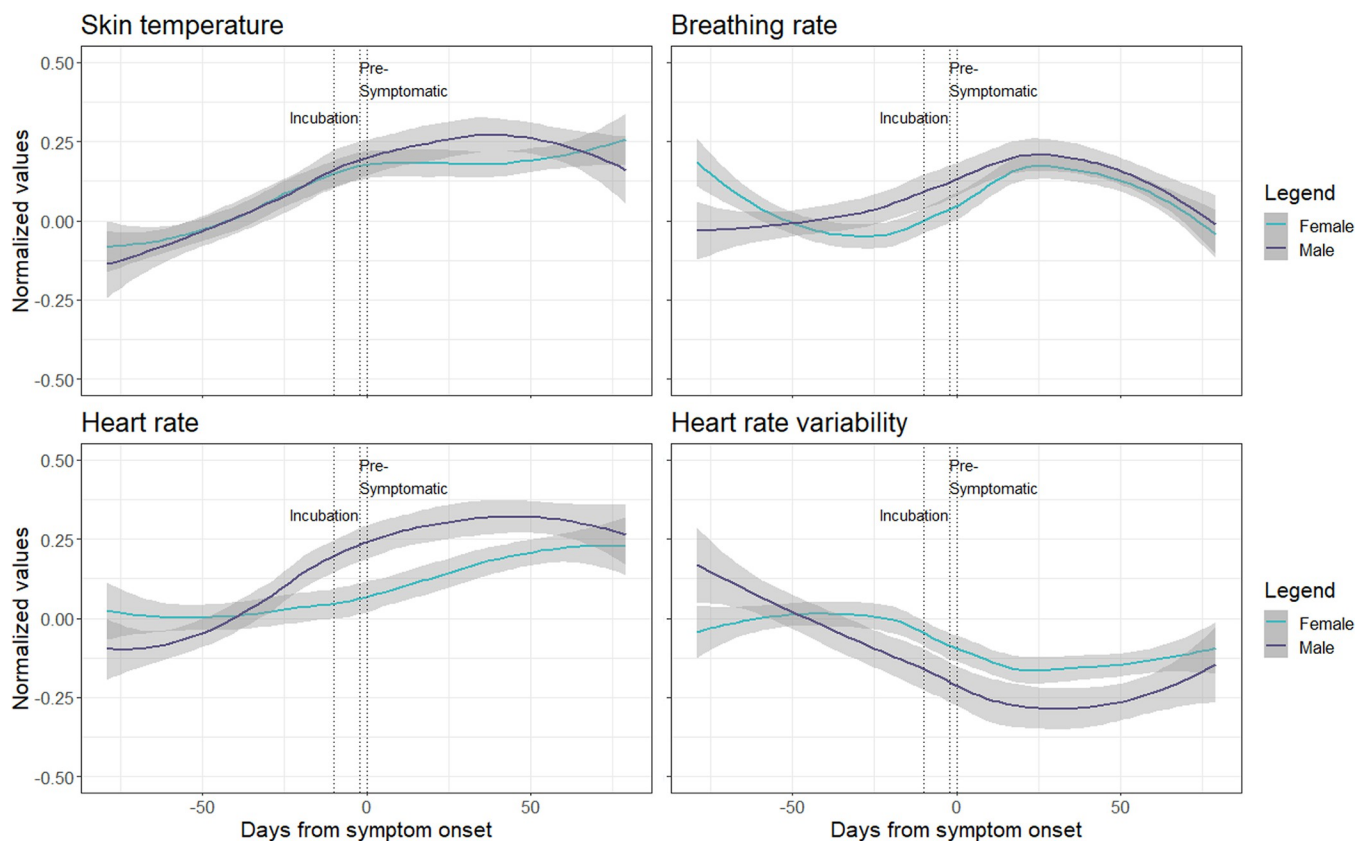 Skin temperature
Breathing rate
Normalized values
0.50
0.25
0.00
-0.25
-0.50
Pre-
Symptomatic
Incubation
Pre-
Symptomatic
Incubation
Legend
Female
Male
Heart rate
Heart rate variability
Normalized values
0.50
0.25
0.00
-0.25
-0.50
Pre-
Symptomatic
Incubation
Pre-
Symptomatic
Incubation
Legend
Female
Male
-50 0 50
-50 0 50
Days from symptom onset
Days from symptom onset